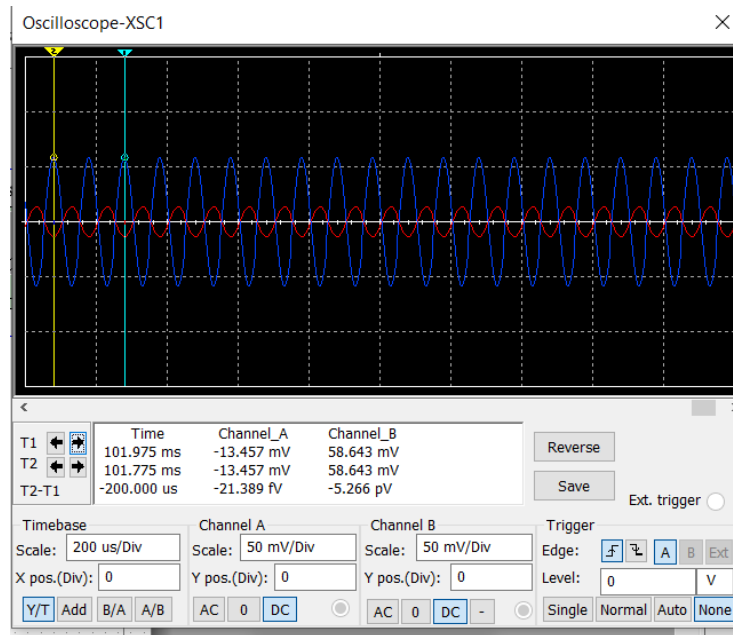 Oscilloscope-XSC1
2 1
Time Channel_A Channel_B
T1 101.975 ms -13.457 mV 58.643 mV
T2 101.775 ms -13.457 mV 58.643 mV
T2-T1 -200.000 us -21.389 fV -5.266 pV
Reverse
Save
Ext. trigger
Timebase Channel A Channel B Trigger
Scale: 200 us/Div Scale: 50 mV/Div Scale: 50 mV/Div Edge: A B Ext
X pos.(Div): 0 Y pos.(Div): 0 Y pos.(Div): 0 Level: 0 V
Y/T Add B/A A/B AC 0 DC AC 0 DC - Single Normal Auto None